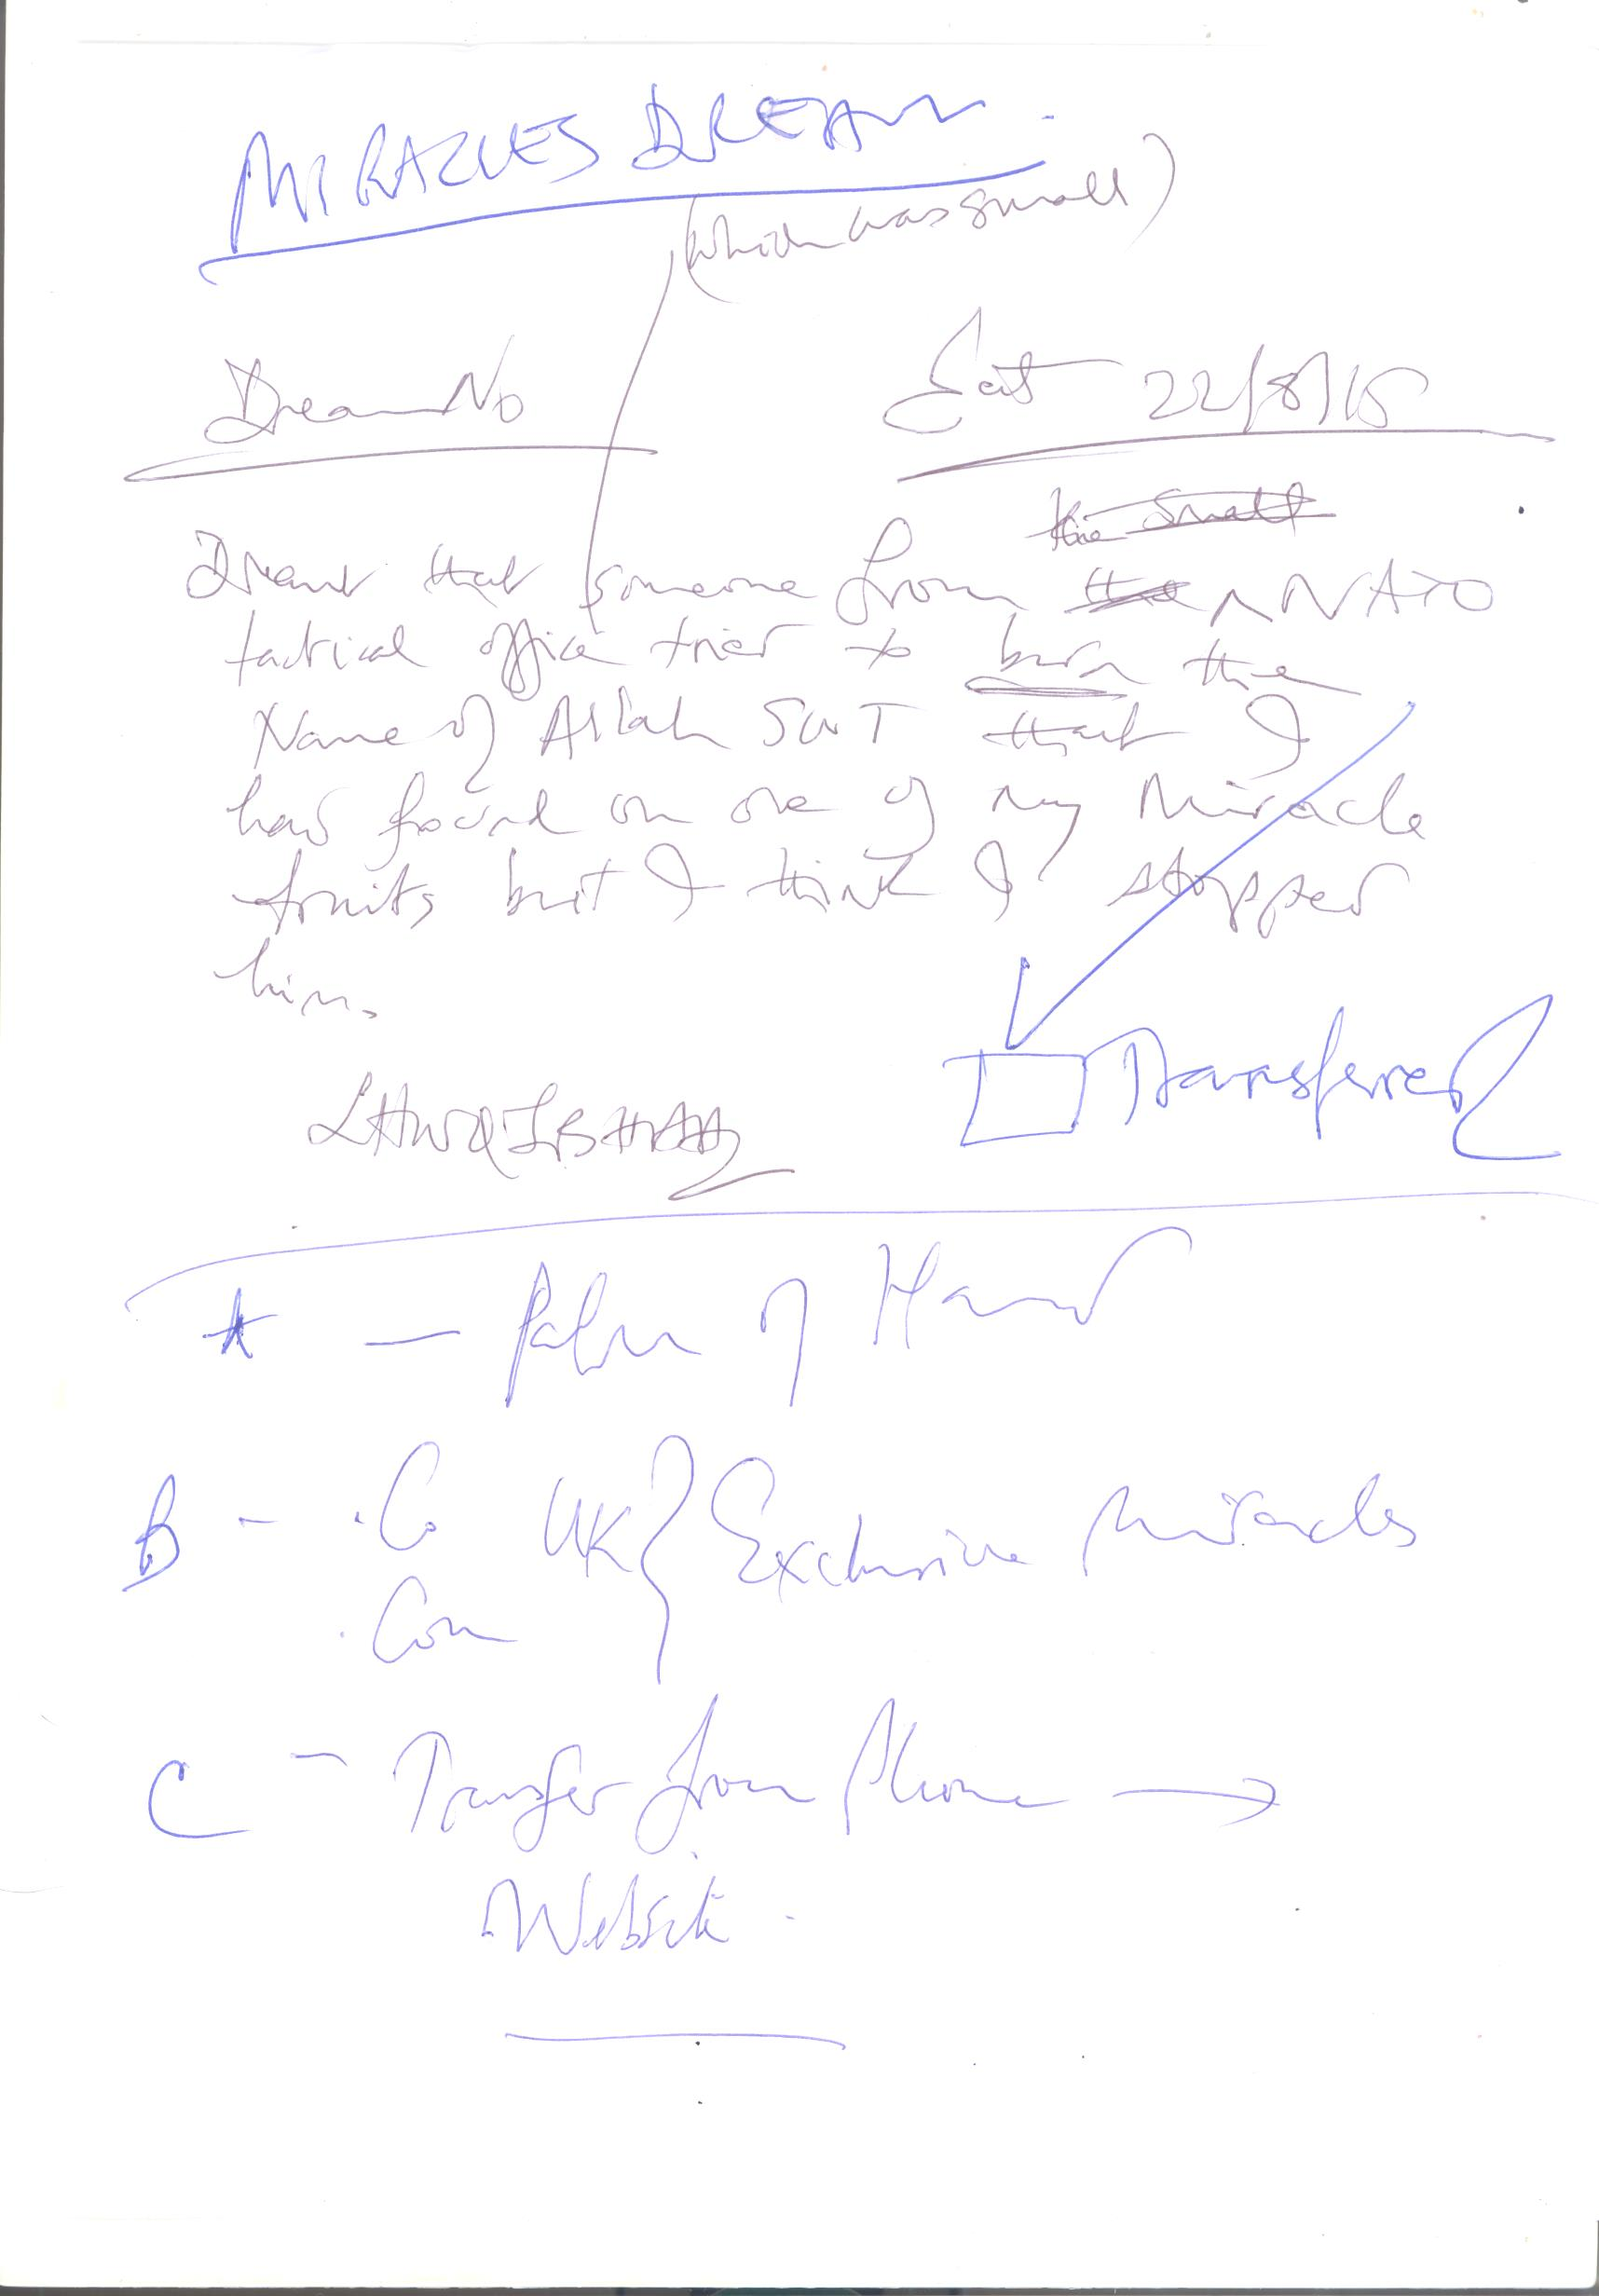 MIRACLES DREAM.
(which was small)
Dream No
Sat 22/8/15
the small
Dreamt that someone from the NATO
tactical office tried to burn the
Name of Allah SWT that I
had found on one of my Miracle
fruits but I think I stopped
him.
Transferred
* - Palm of Hand
B - .Co UK } Exclusive Miracles
.Com
C - Transfer from Phone →
Website.